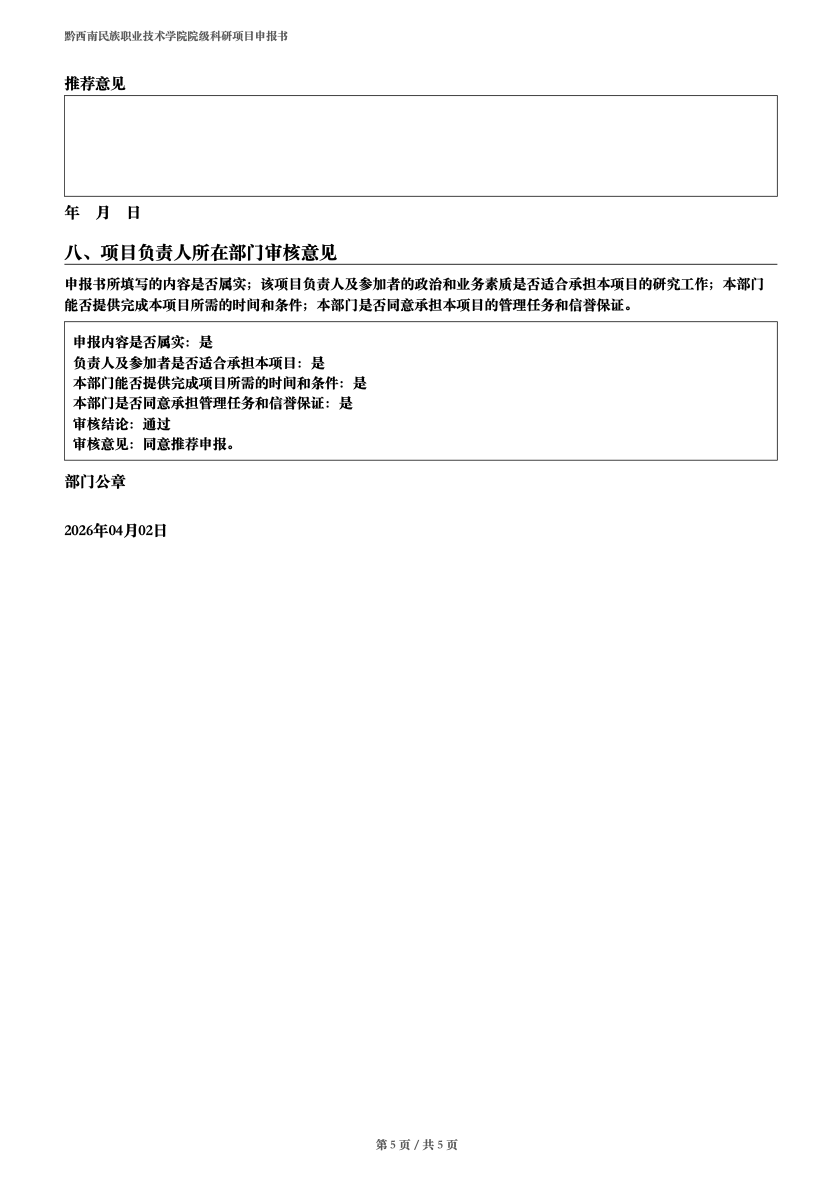 黔西南民族职业技术学院院级科研项目申报书
推荐意见
年 月 日
八、项目负责人所在部门审核意见
申报书所填写的内容是否属实；该项目负责人及参加者的政治和业务素质是否适合承担本项目的研究工作；本部门
能否提供完成本项目所需的时间和条件；本部门是否同意承担本项目的管理任务和信誉保证。
申报内容是否属实：是
负责人及参加者是否适合承担本项目：是
本部门能否提供完成项目所需的时间和条件：是
本部门是否同意承担管理任务和信誉保证：是
审核结论：通过
审核意见：同意推荐申报。
部门公章
2026年04月02日
第 5 页 / 共 5 页